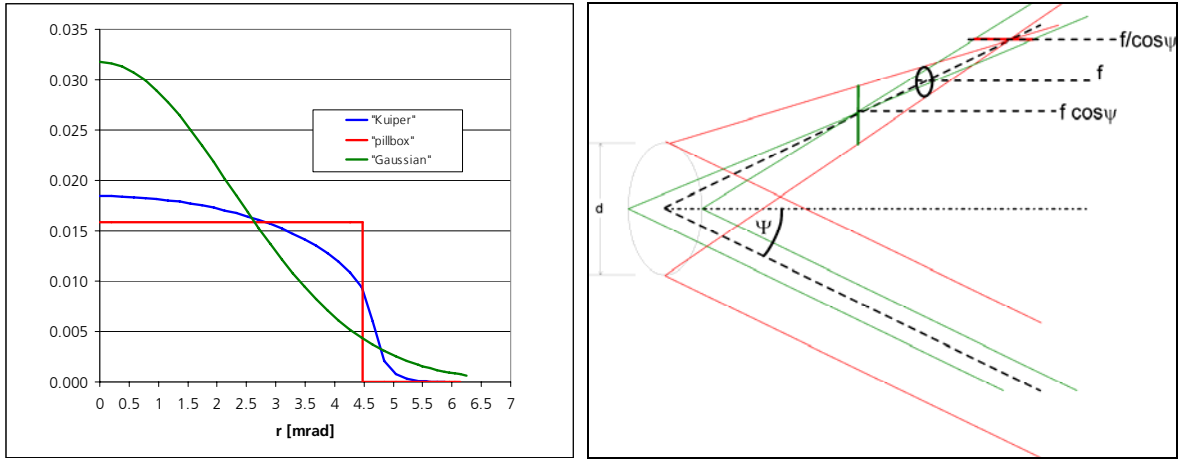 0.035
0.030
0.025
0.020
0.015
0.010
0.005
0.000
"Kuiper"
"pillbox"
"Gaussian"
0 0.5 1 1.5 2 2.5 3 3.5 4 4.5 5 5.5 6 6.5 7
r [mrad]
f/cosψ
f
f cosψ
d
Ψ